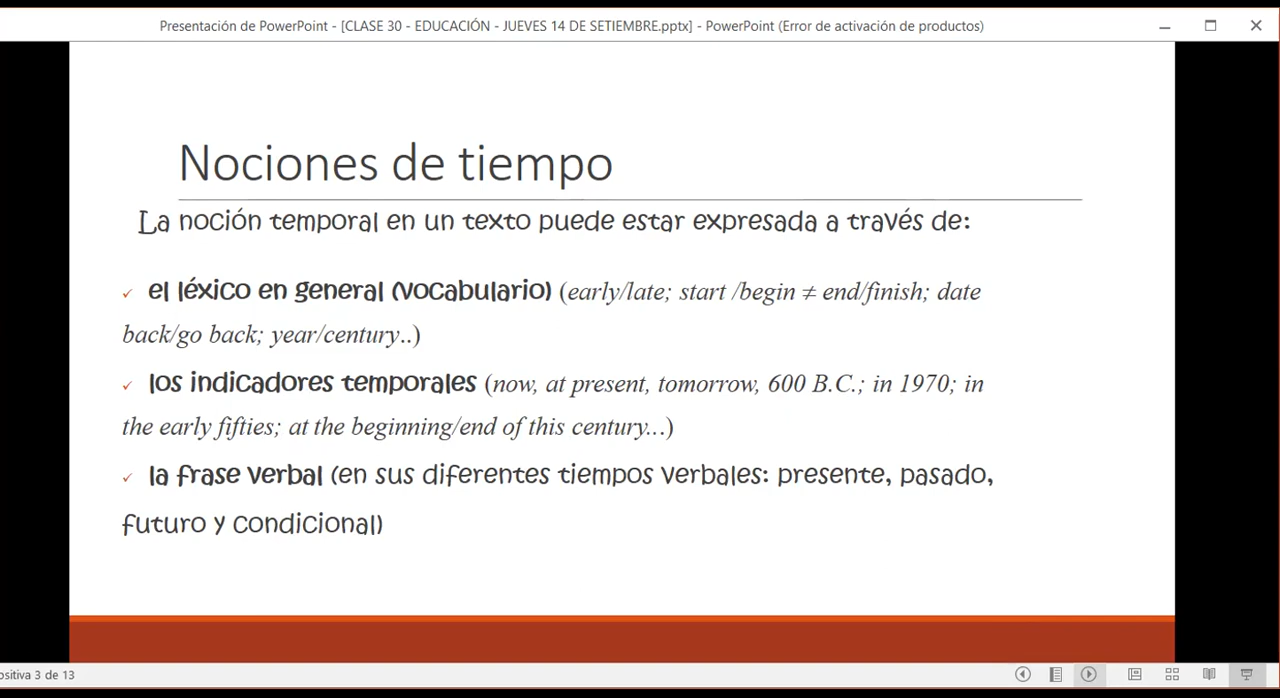 Presentación de PowerPoint - [CLASE 30 - EDUCACIÓN - JUEVES 14 DE SETIEMBRE.pptx] - PowerPoint (Error de activación de productos)
Nociones de tiempo
La noción temporal en un texto puede estar expresada a través de:
✓ el léxico en general (vocabulario) (early/late; start /begin ≠ end/finish; date
back/go back; year/century..)
✓ los indicadores temporales (now, at present, tomorrow, 600 B.C.; in 1970; in
the early fifties; at the beginning/end of this century...)
✓ la frase verbal (en sus diferentes tiempos verbales: presente, pasado,
futuro y condicional)
ositiva 3 de 13